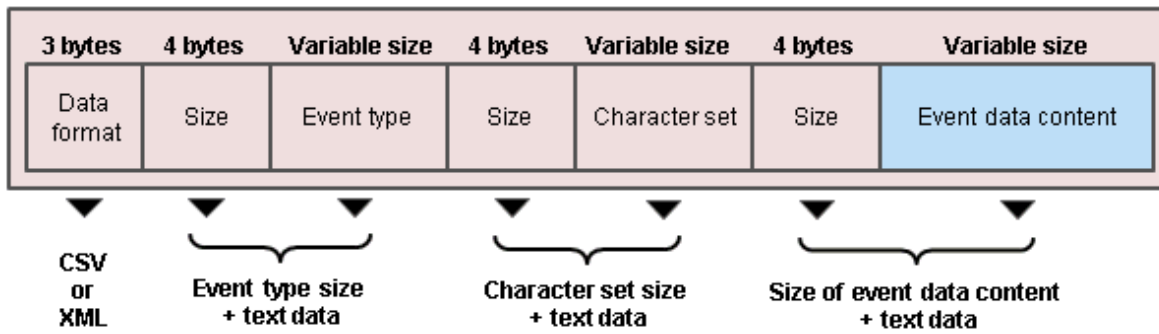 3 bytes 4 bytes Variable size 4 bytes Variable size 4 bytes Variable size
Data
format
Size
Event type
Size
Character set
Size
Event data content
CSV
or
XML
Event type size
+ text data
Character set size
+ text data
Size of event data content
+ text data